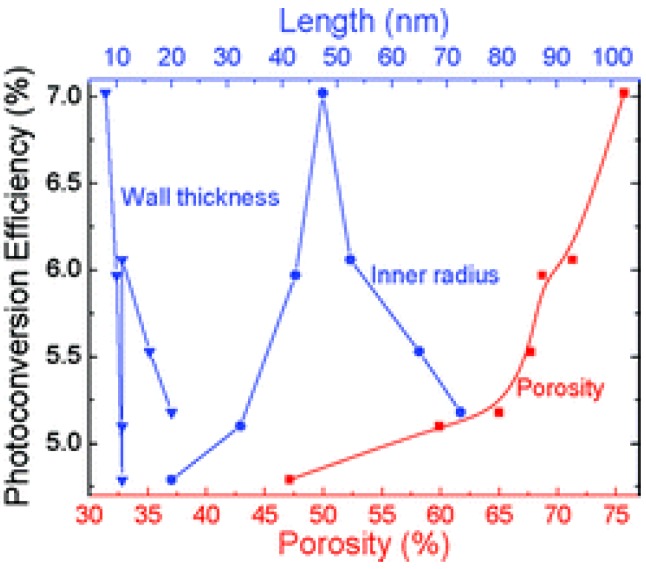 Length (nm)
10 20 30 40 50 60 70 80 90 100
Photoconversion Efficiency (%)
7.0
6.5
6.0
5.5
5.0
Wall thickness
Inner radius
Porosity
30 35 40 45 50 55 60 65 70 75
Porosity (%)